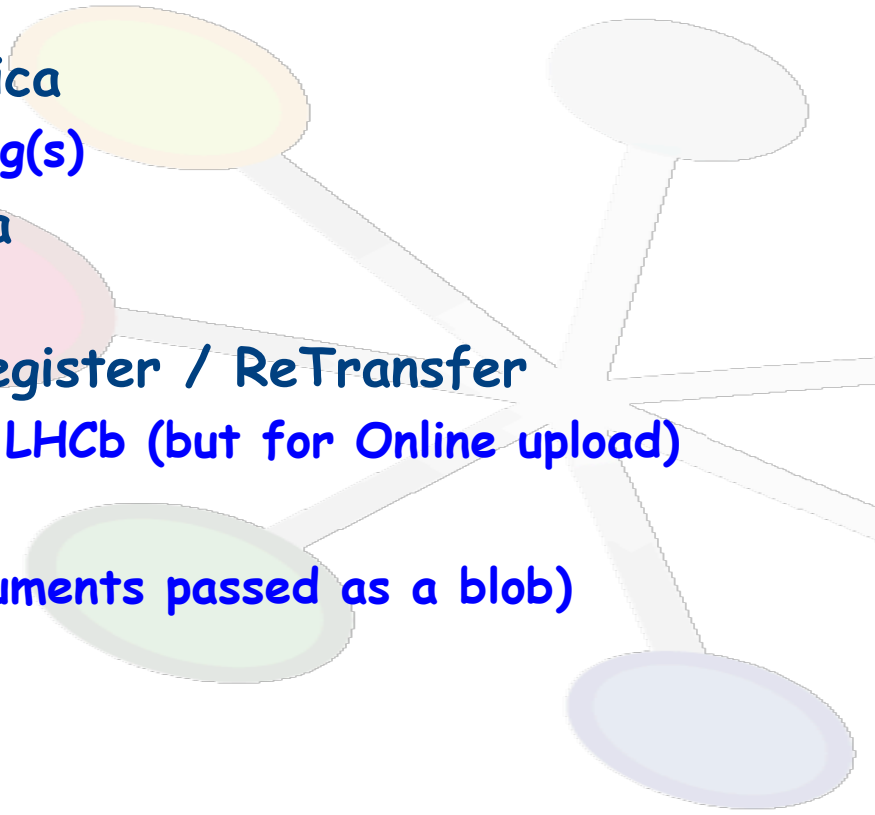 ica
g(s)
a
egister / ReTransfer
LHCb (but for Online upload)
uments passed as a blob)